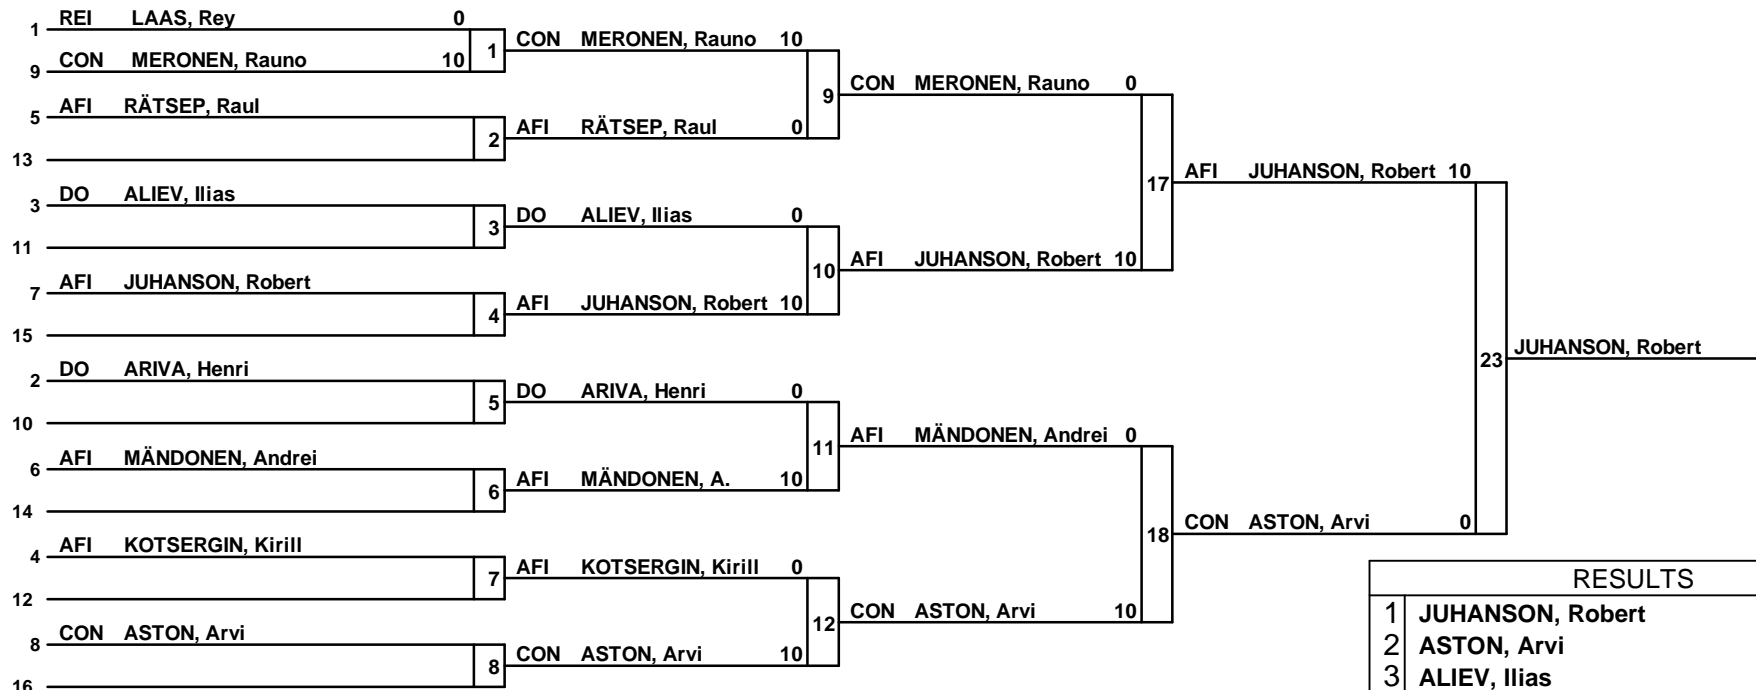 REI LAAS, Rey 0
1
CON MERONEN, Rauno 10
9
1
CON MERONEN, Rauno 10
AFI RÄTSEP, Raul
5
13
2
AFI RÄTSEP, Raul 0
9
CON MERONEN, Rauno 0
DO ALIEV, Ilias
3
11
3
DO ALIEV, Ilias 0
AFI JUHANSON, Robert
7
15
4
AFI JUHANSON, Robert 10
10
AFI JUHANSON, Robert 10
17
AFI JUHANSON, Robert 10
DO ARIVA, Henri
2
10
5
DO ARIVA, Henri 0
AFI MÄNDONEN, Andrei
6
14
6
AFI MÄNDONEN, A. 10
11
AFI MÄNDONEN, Andrei 0
AFI KOTSERGIN, Kirill
4
12
7
AFI KOTSERGIN, Kirill 0
CON ASTON, Arvi
8
16
8
CON ASTON, Arvi 10
12
CON ASTON, Arvi 10
18
CON ASTON, Arvi 0
23
JUHANSON, Robert
RESULTS
1 JUHANSON, Robert
2 ASTON, Arvi
3 ALIEV, Ilias